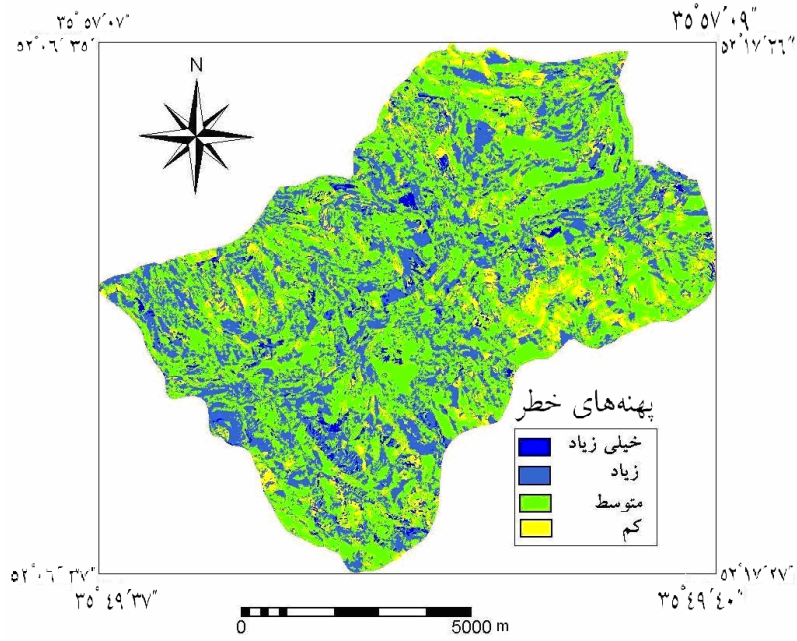 ۳۵° ۵۷′ ۰۷″
۳۵° ۵۷′ ۰۹″
۵۲° ۰۶′ ۳۵″
۵۲° ۱۷′ ۲۶″
N
پهنه‌های خطر
خیلی زیاد
زیاد
متوسط
کم
۵۲° ۰۶′ ۳۷″
۵۲° ۱۷′ ۲۷″
۳۵° ۴۹′ ۳۷″
۳۵° ۴۹′ ۴۰″
0
5000 m